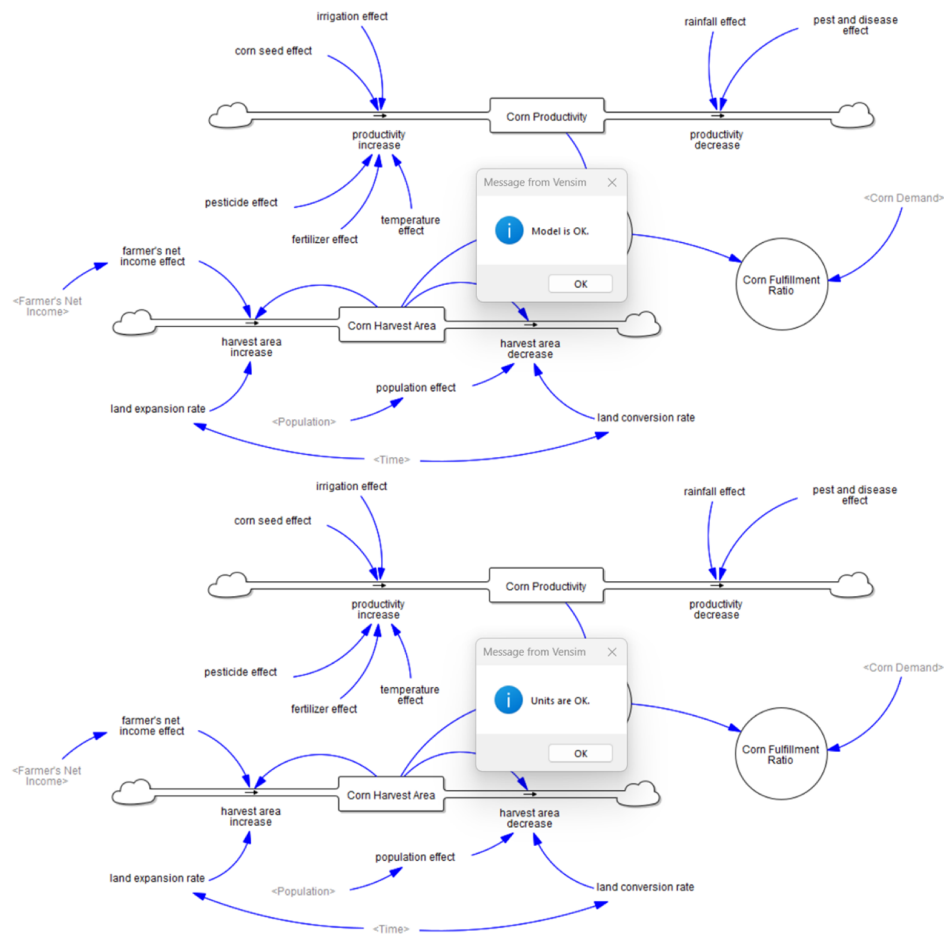 irrigation effect
rainfall effect
pest and disease
effect
corn seed effect
Corn Productivity
productivity
increase
productivity
decrease
Message from Vensim
Model is OK.
OK
pesticide effect
temperature
effect
fertilizer effect
<Corn Demand>
farmer's net
income effect
<Farmer's Net
Income>
Corn Fulfillment
Ratio
Corn Harvest Area
harvest area
increase
harvest area
decrease
population effect
land expansion rate
<Population>
land conversion rate
<Time>
irrigation effect
rainfall effect
pest and disease
effect
corn seed effect
Corn Productivity
productivity
increase
productivity
decrease
Message from Vensim
Units are OK.
OK
pesticide effect
temperature
effect
fertilizer effect
<Corn Demand>
farmer's net
income effect
<Farmer's Net
Income>
Corn Fulfillment
Ratio
Corn Harvest Area
harvest area
increase
harvest area
decrease
population effect
land expansion rate
<Population>
land conversion rate
<Time>